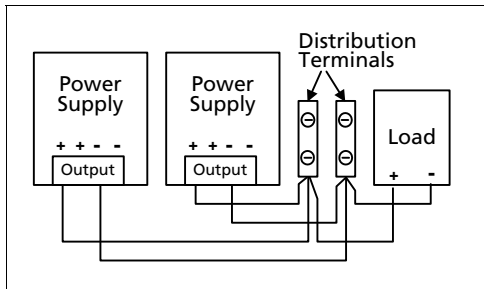 Distribution
Terminals
Power
Supply
+ + - -
Output
Power
Supply
+ + - -
Output
Load
+ -